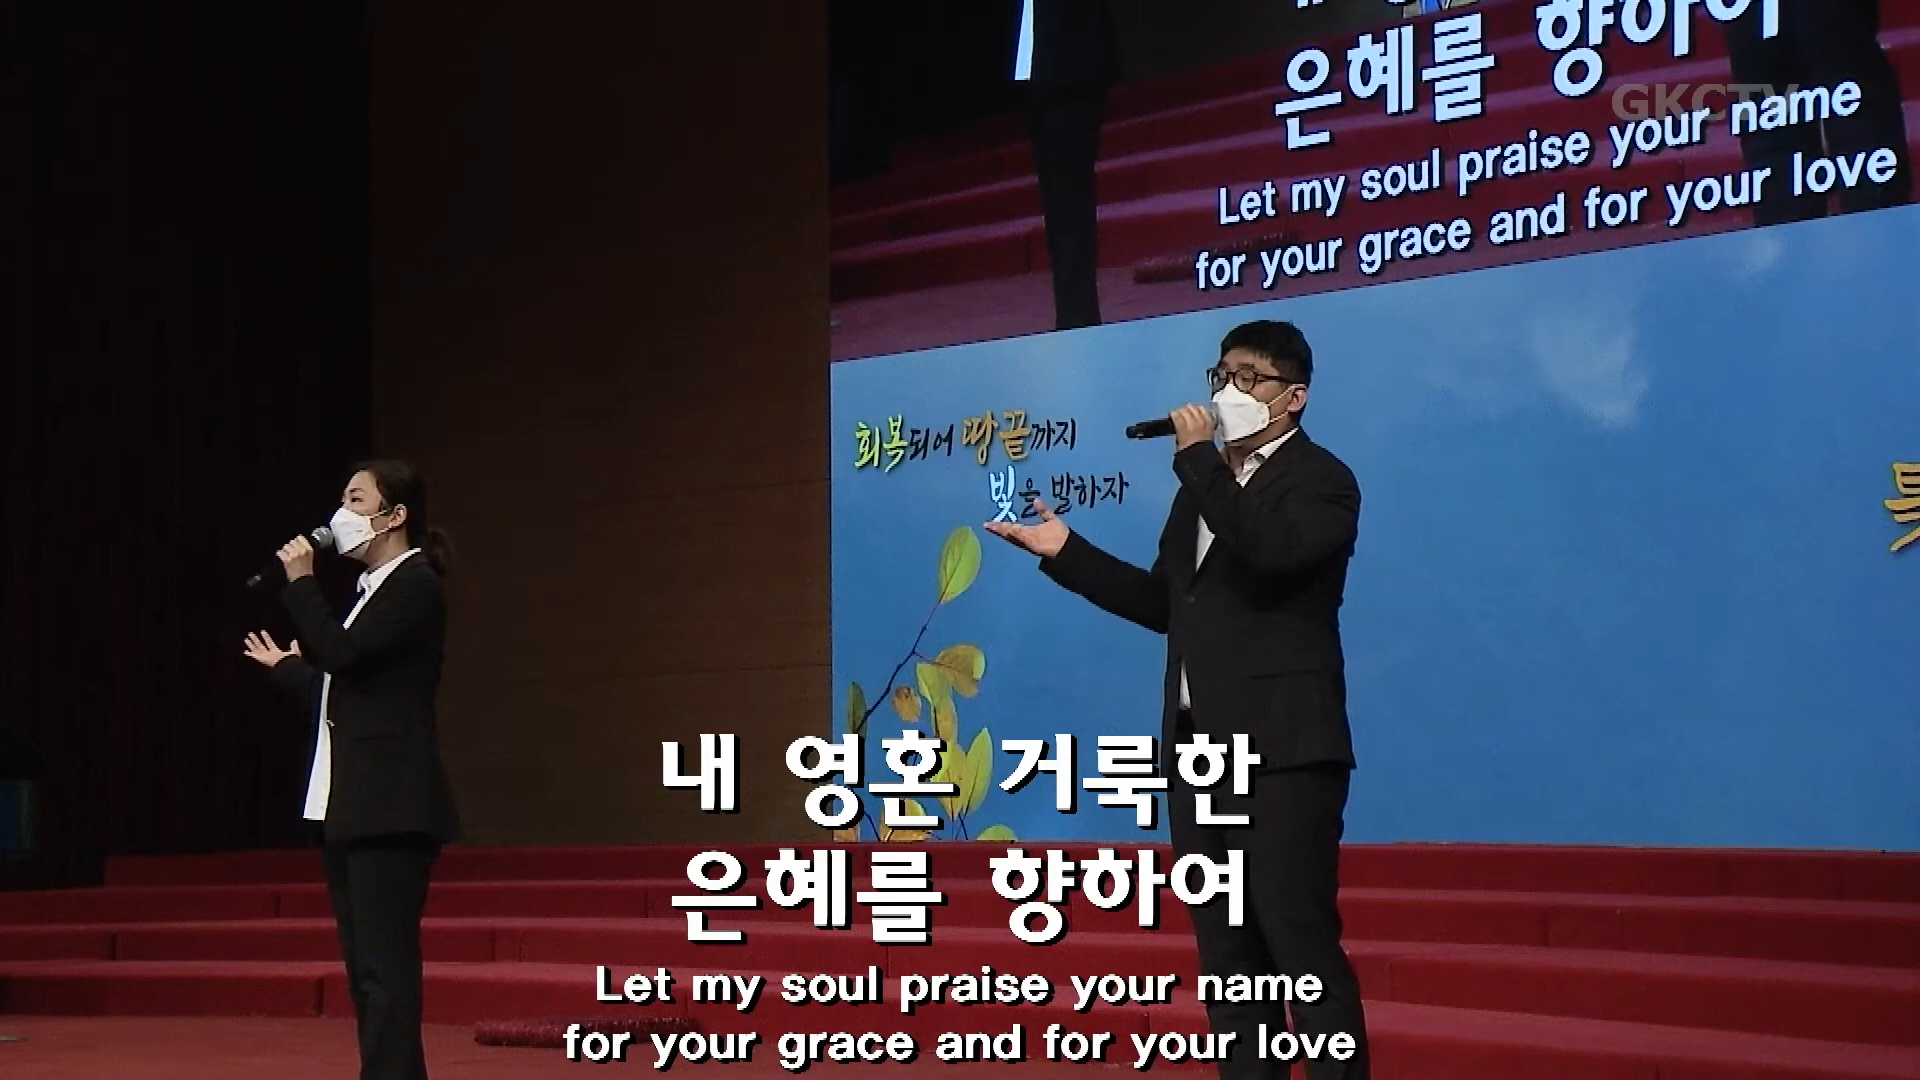 은혜를 향하여
GKCTV
Let my soul praise your name
for your grace and for your love
회복되어 땅끝까지
빛을 발하자
내 영혼 거룩한
은혜를 향하여
Let my soul praise your name
for your grace and for your love